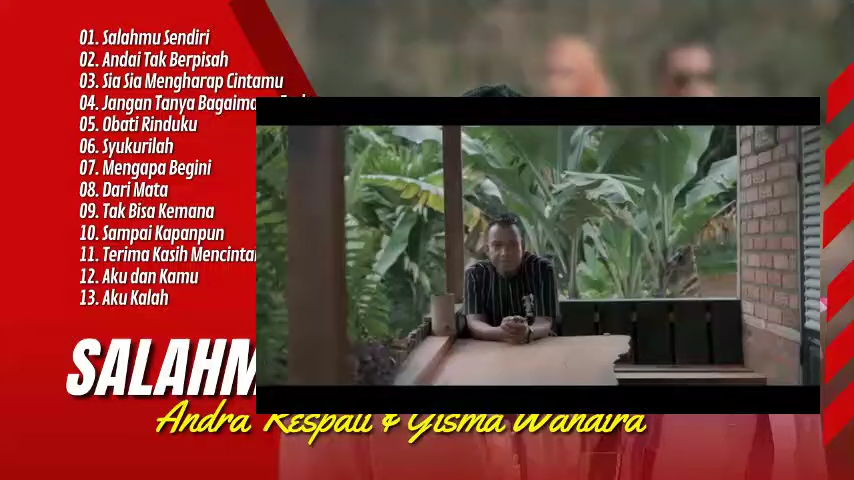 01. Salahmu Sendiri
02. Andai Tak Berpisah
03. Sia Sia Mengharap Cintamu
04. Jangan Tanya
05. Obati Rinduku
06. Syukurilah
07. Mengapa Begini
08. Dari Mata
09. Tak Bisa Kemana
10. Sampai Kapanpun
11. Terima Kasih
12. Aku dan Kamu
13. Aku Kalah
SALAHM
Andra Respati & Gisma Wandira